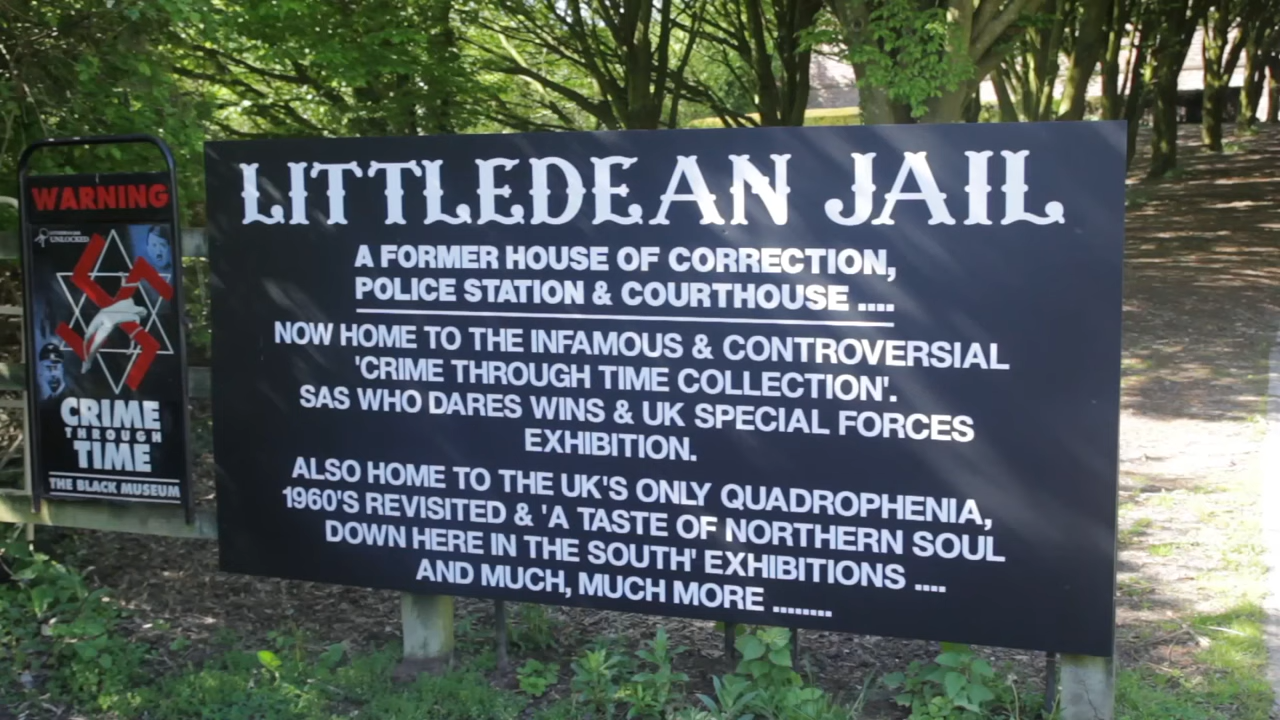 WARNING
UNLOCKED
CRIME
THROUGH
TIME
THE BLACK MUSEUM
LITTLEDEAN JAIL
A FORMER HOUSE OF CORRECTION,
POLICE STATION & COURTHOUSE ....
NOW HOME TO THE INFAMOUS & CONTROVERSIAL
'CRIME THROUGH TIME COLLECTION'.
SAS WHO DARES WINS & UK SPECIAL FORCES
EXHIBITION.
ALSO HOME TO THE UK'S ONLY QUADROPHENIA,
1960'S REVISITED & 'A TASTE OF NORTHERN SOUL
DOWN HERE IN THE SOUTH' EXHIBITIONS ....
AND MUCH, MUCH MORE ........